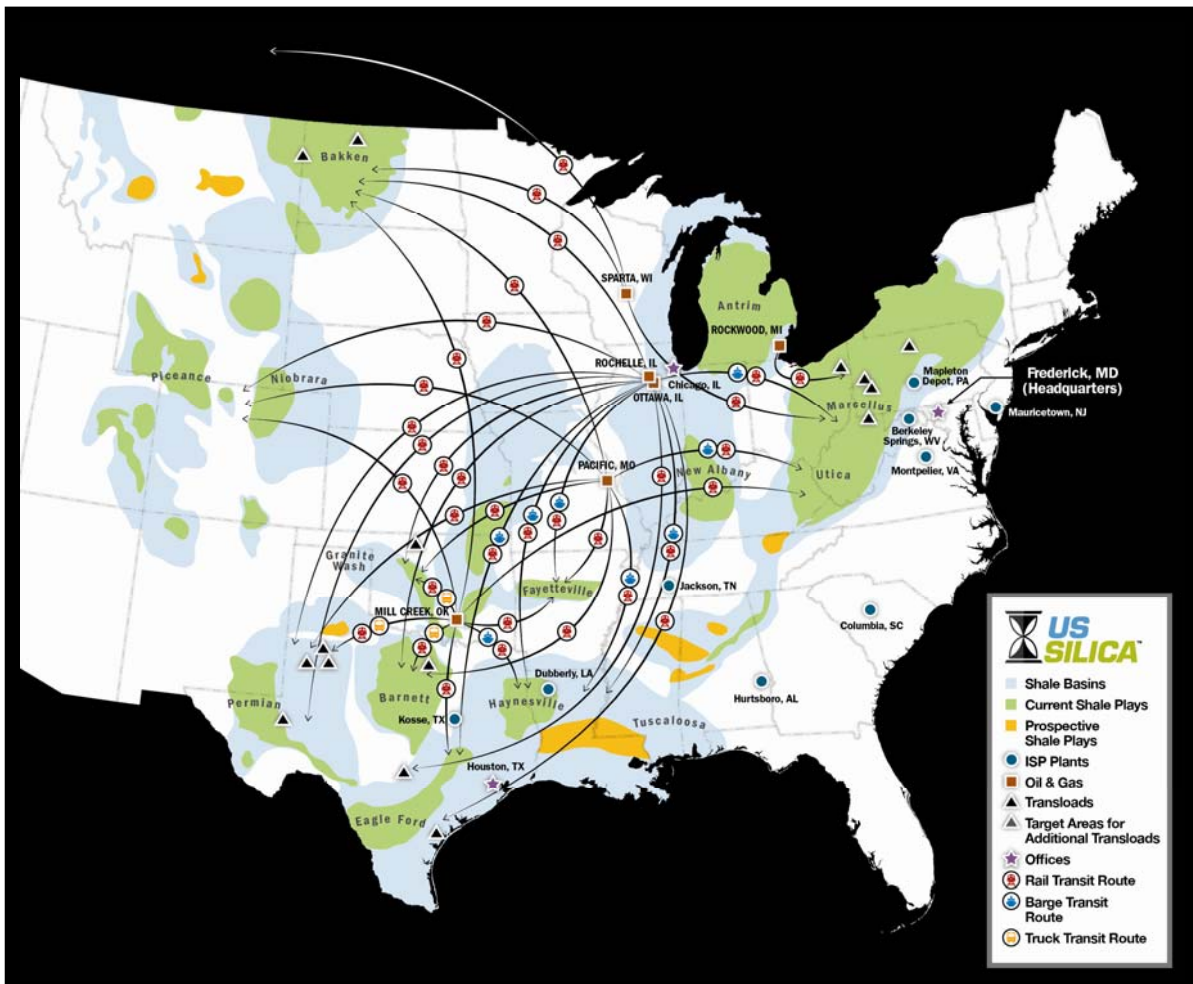 Bakken
SPARTA, WI
Antrim
ROCKWOOD, MI
ROCHELLE, IL
Chicago, IL
OTTAWA, IL
Piceance
Niobrara
Mapleton
Depot, PA
Frederick, MD
(Headquarters)
Marcellus
Mauricetown, NJ
Berkeley
Springs, WV
Montpelier, VA
PACIFIC, MO
New Albany
Utica
Granite
Wash
Fayetteville
Jackson, TN
MILL CREEK, OK
Columbia, SC
Dubberly, LA
Hurtsboro, AL
Barnett
Haynesville
Permian
Kosse, TX
Tuscaloosa
Houston, TX
Eagle Ford
US
SILICA™
Shale Basins
Current Shale Plays
Prospective
Shale Plays
ISP Plants
Oil & Gas
Transloads
Target Areas for
Additional Transloads
Offices
Rail Transit Route
Barge Transit
Route
Truck Transit Route